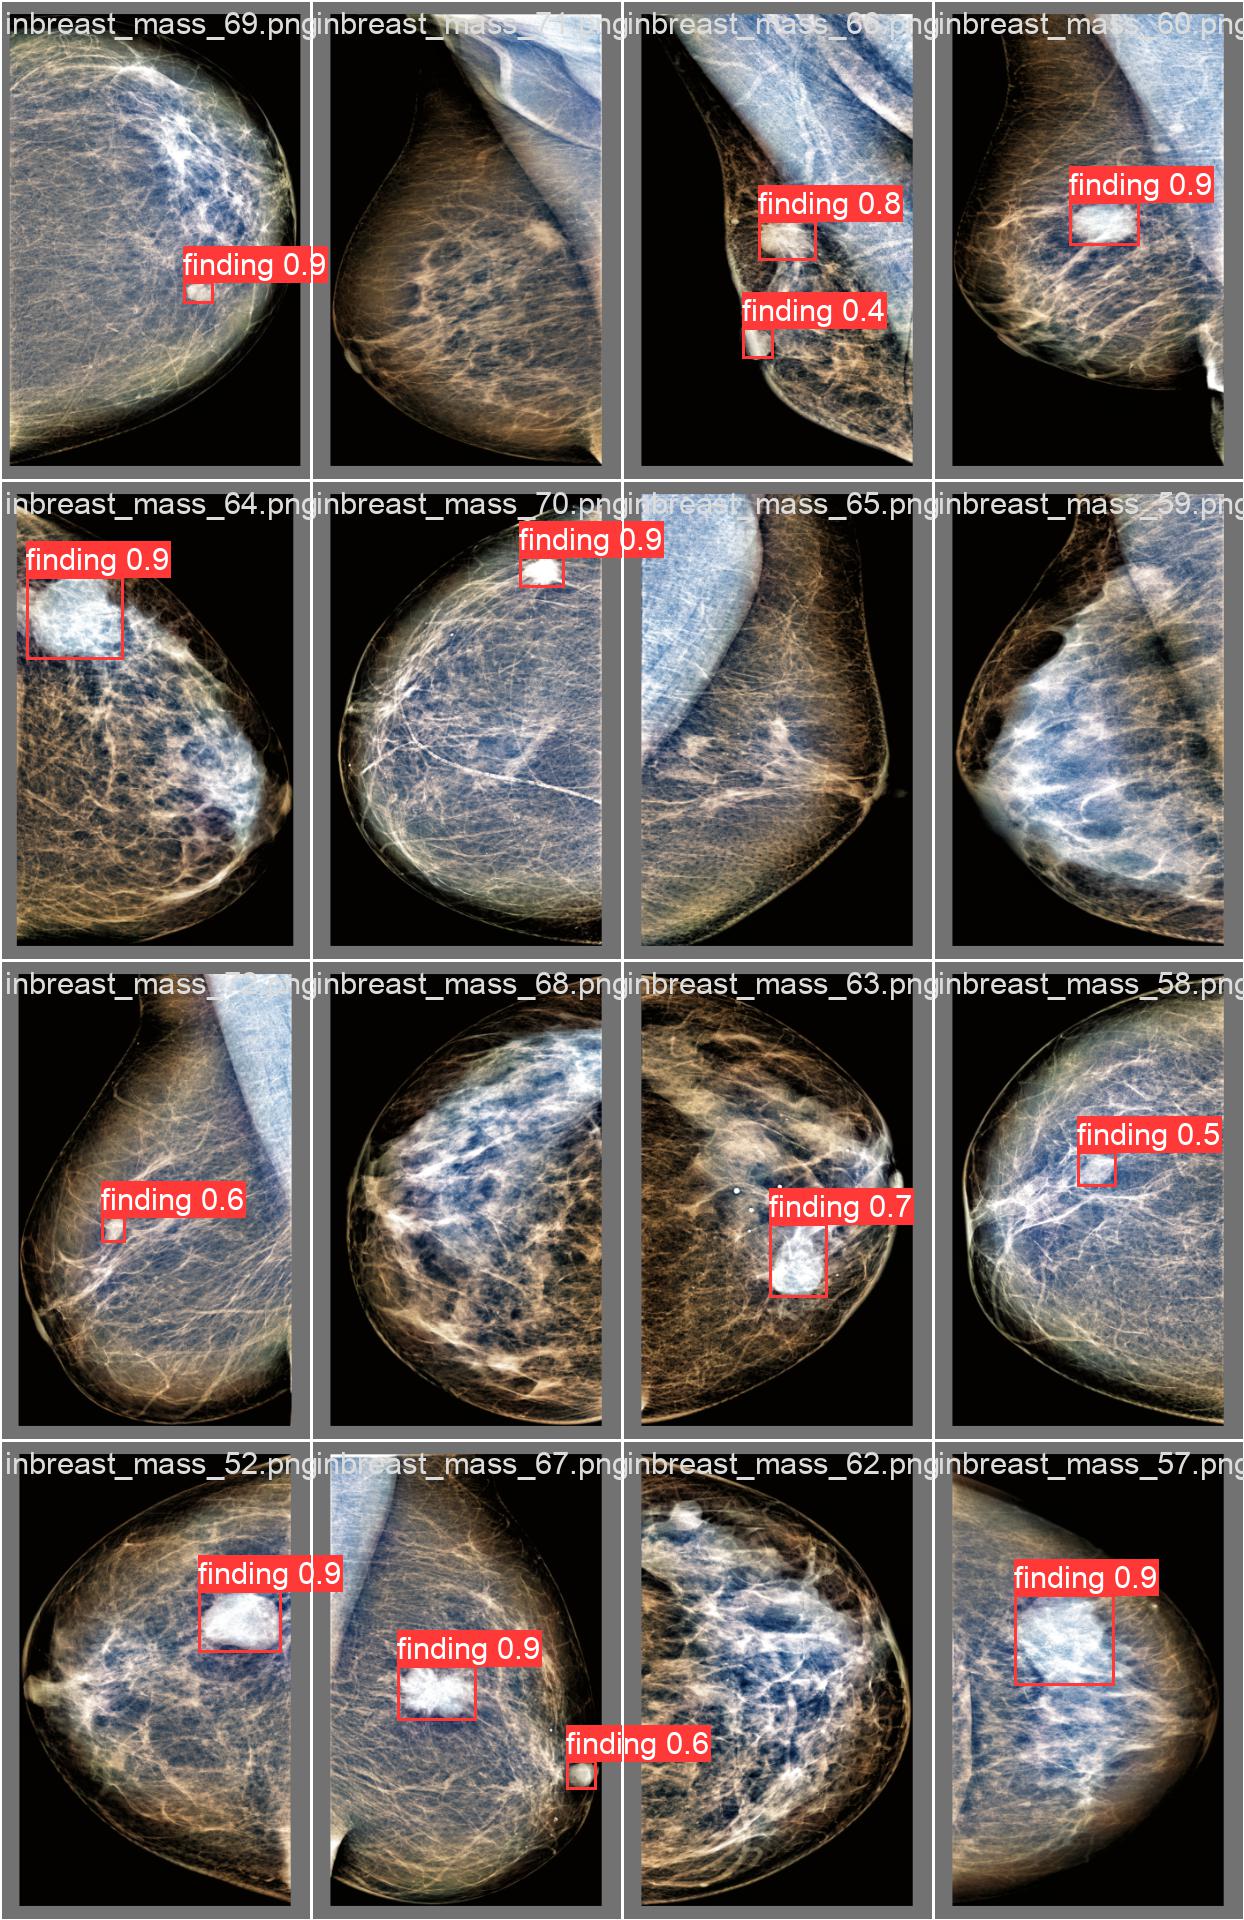 inbreast_mass_69.png
inbreast_mass_71.png
inbreast_mass_66.png
inbreast_mass_60.png
finding 0.9
finding 0.8
finding 0.4
finding 0.9
inbreast_mass_64.png
inbreast_mass_70.png
inbreast_mass_65.png
inbreast_mass_59.png
finding 0.9
finding 0.9
inbreast_mass_68.png
inbreast_mass_63.png
inbreast_mass_58.png
finding 0.6
finding 0.7
finding 0.5
inbreast_mass_52.png
inbreast_mass_67.png
inbreast_mass_62.png
inbreast_mass_57.png
finding 0.9
finding 0.9
finding 0.6
finding 0.9